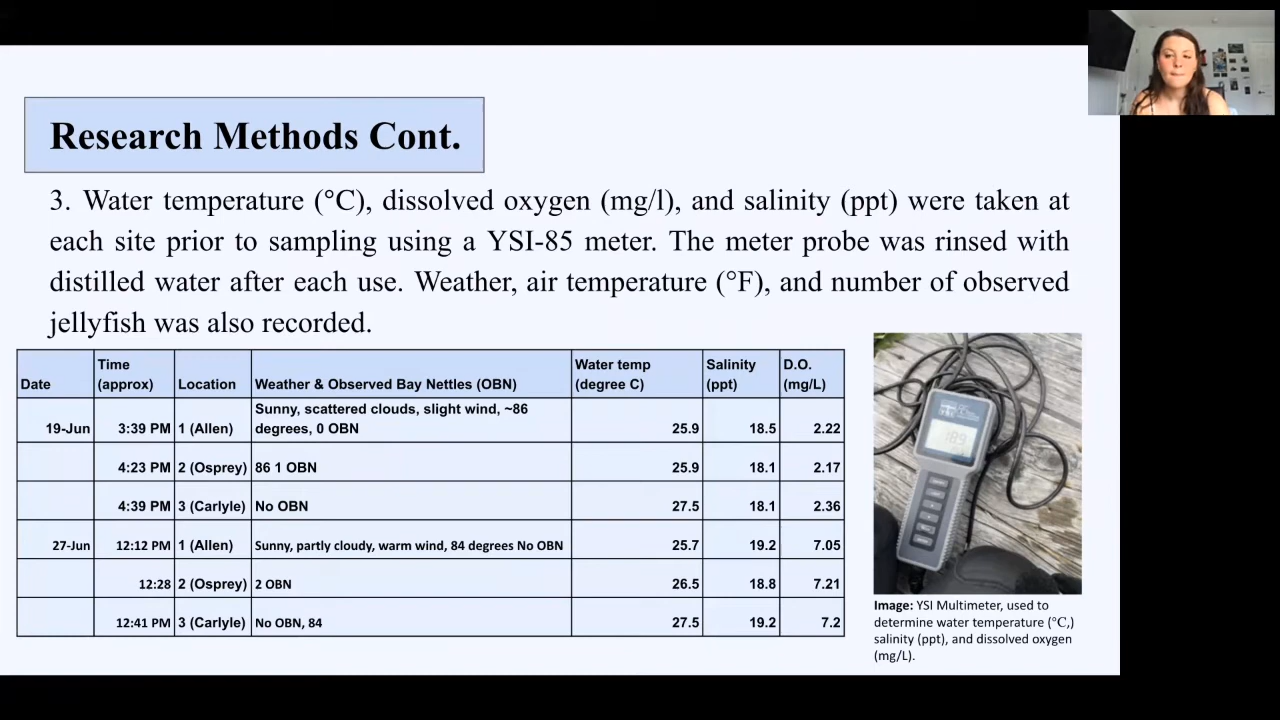 Research Methods Cont.
3. Water temperature (°C), dissolved oxygen (mg/l), and salinity (ppt) were taken at
each site prior to sampling using a YSI-85 meter. The meter probe was rinsed with
distilled water after each use. Weather, air temperature (°F), and number of observed
jellyfish was also recorded.
Date Time (approx) Location Weather & Observed Bay Nettles (OBN) Water temp (degree C) Salinity (ppt) D.O. (mg/L)
19-Jun 3:39 PM 1 (Allen) Sunny, scattered clouds, slight wind, ~86 degrees, 0 OBN 25.9 18.5 2.22
4:23 PM 2 (Osprey) 86 1 OBN 25.9 18.1 2.17
4:39 PM 3 (Carlyle) No OBN 27.5 18.1 2.36
27-Jun 12:12 PM 1 (Allen) Sunny, partly cloudy, warm wind, 84 degrees No OBN 25.7 19.2 7.05
12:28 2 (Osprey) 2 OBN 26.5 18.8 7.21
12:41 PM 3 (Carlyle) No OBN, 84 27.5 19.2 7.2
Image: YSI Multimeter, used to
determine water temperature (°C,)
salinity (ppt), and dissolved oxygen
(mg/L).